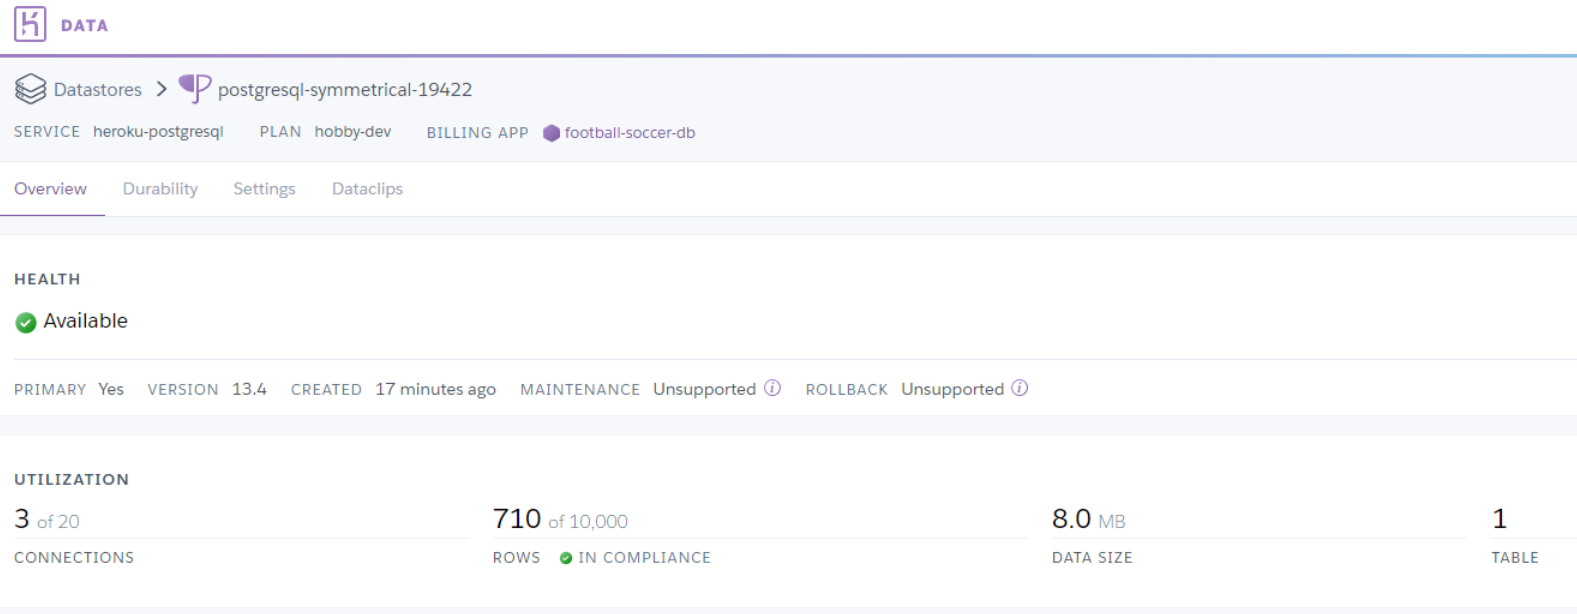 DATA
Datastores > postgresql-symmetrical-19422
SERVICE heroku-postgresql PLAN hobby-dev BILLING APP football-soccer-db
Overview Durability Settings Dataclips
HEALTH
Available
PRIMARY Yes VERSION 13.4 CREATED 17 minutes ago MAINTENANCE Unsupported ROLLBACK Unsupported
UTILIZATION
3 of 20 710 of 10,000 8.0 MB 1
CONNECTIONS ROWS IN COMPLIANCE DATA SIZE TABLE